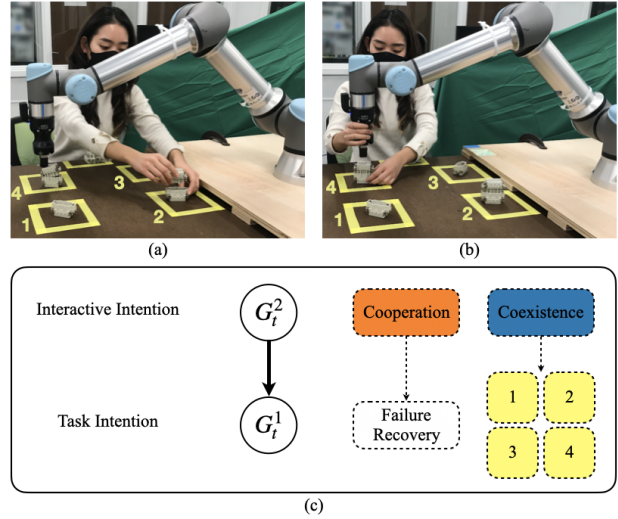 4
3
1
2
4
3
1
2
(a)
(b)
Interactive Intention
G_t^2
Cooperation
Coexistence
1
2
Task Intention
G_t^1
Failure
Recovery
3
4
(c)